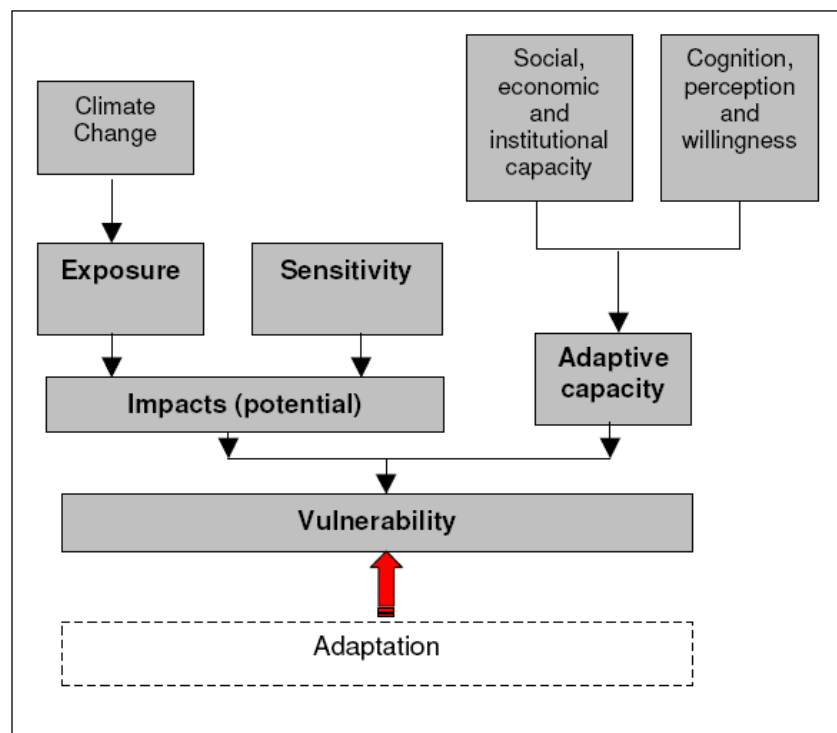 Climate
Change
Social,
economic
and
institutional
capacity
Cognition,
perception
and
willingness
Exposure
Sensitivity
Adaptive
capacity
Impacts (potential)
Vulnerability
Adaptation